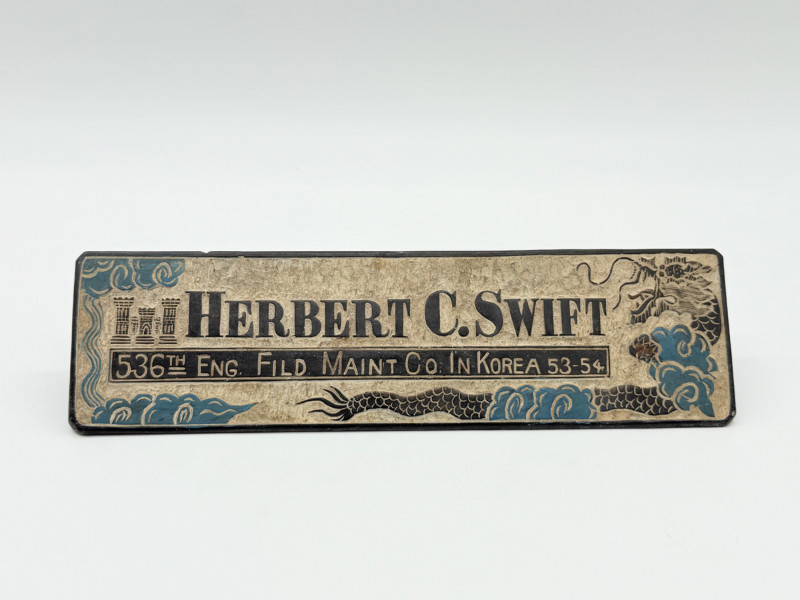 HERBERT C. SWIFT
536TH ENG. FILD. MAINT CO. IN KOREA 53-54